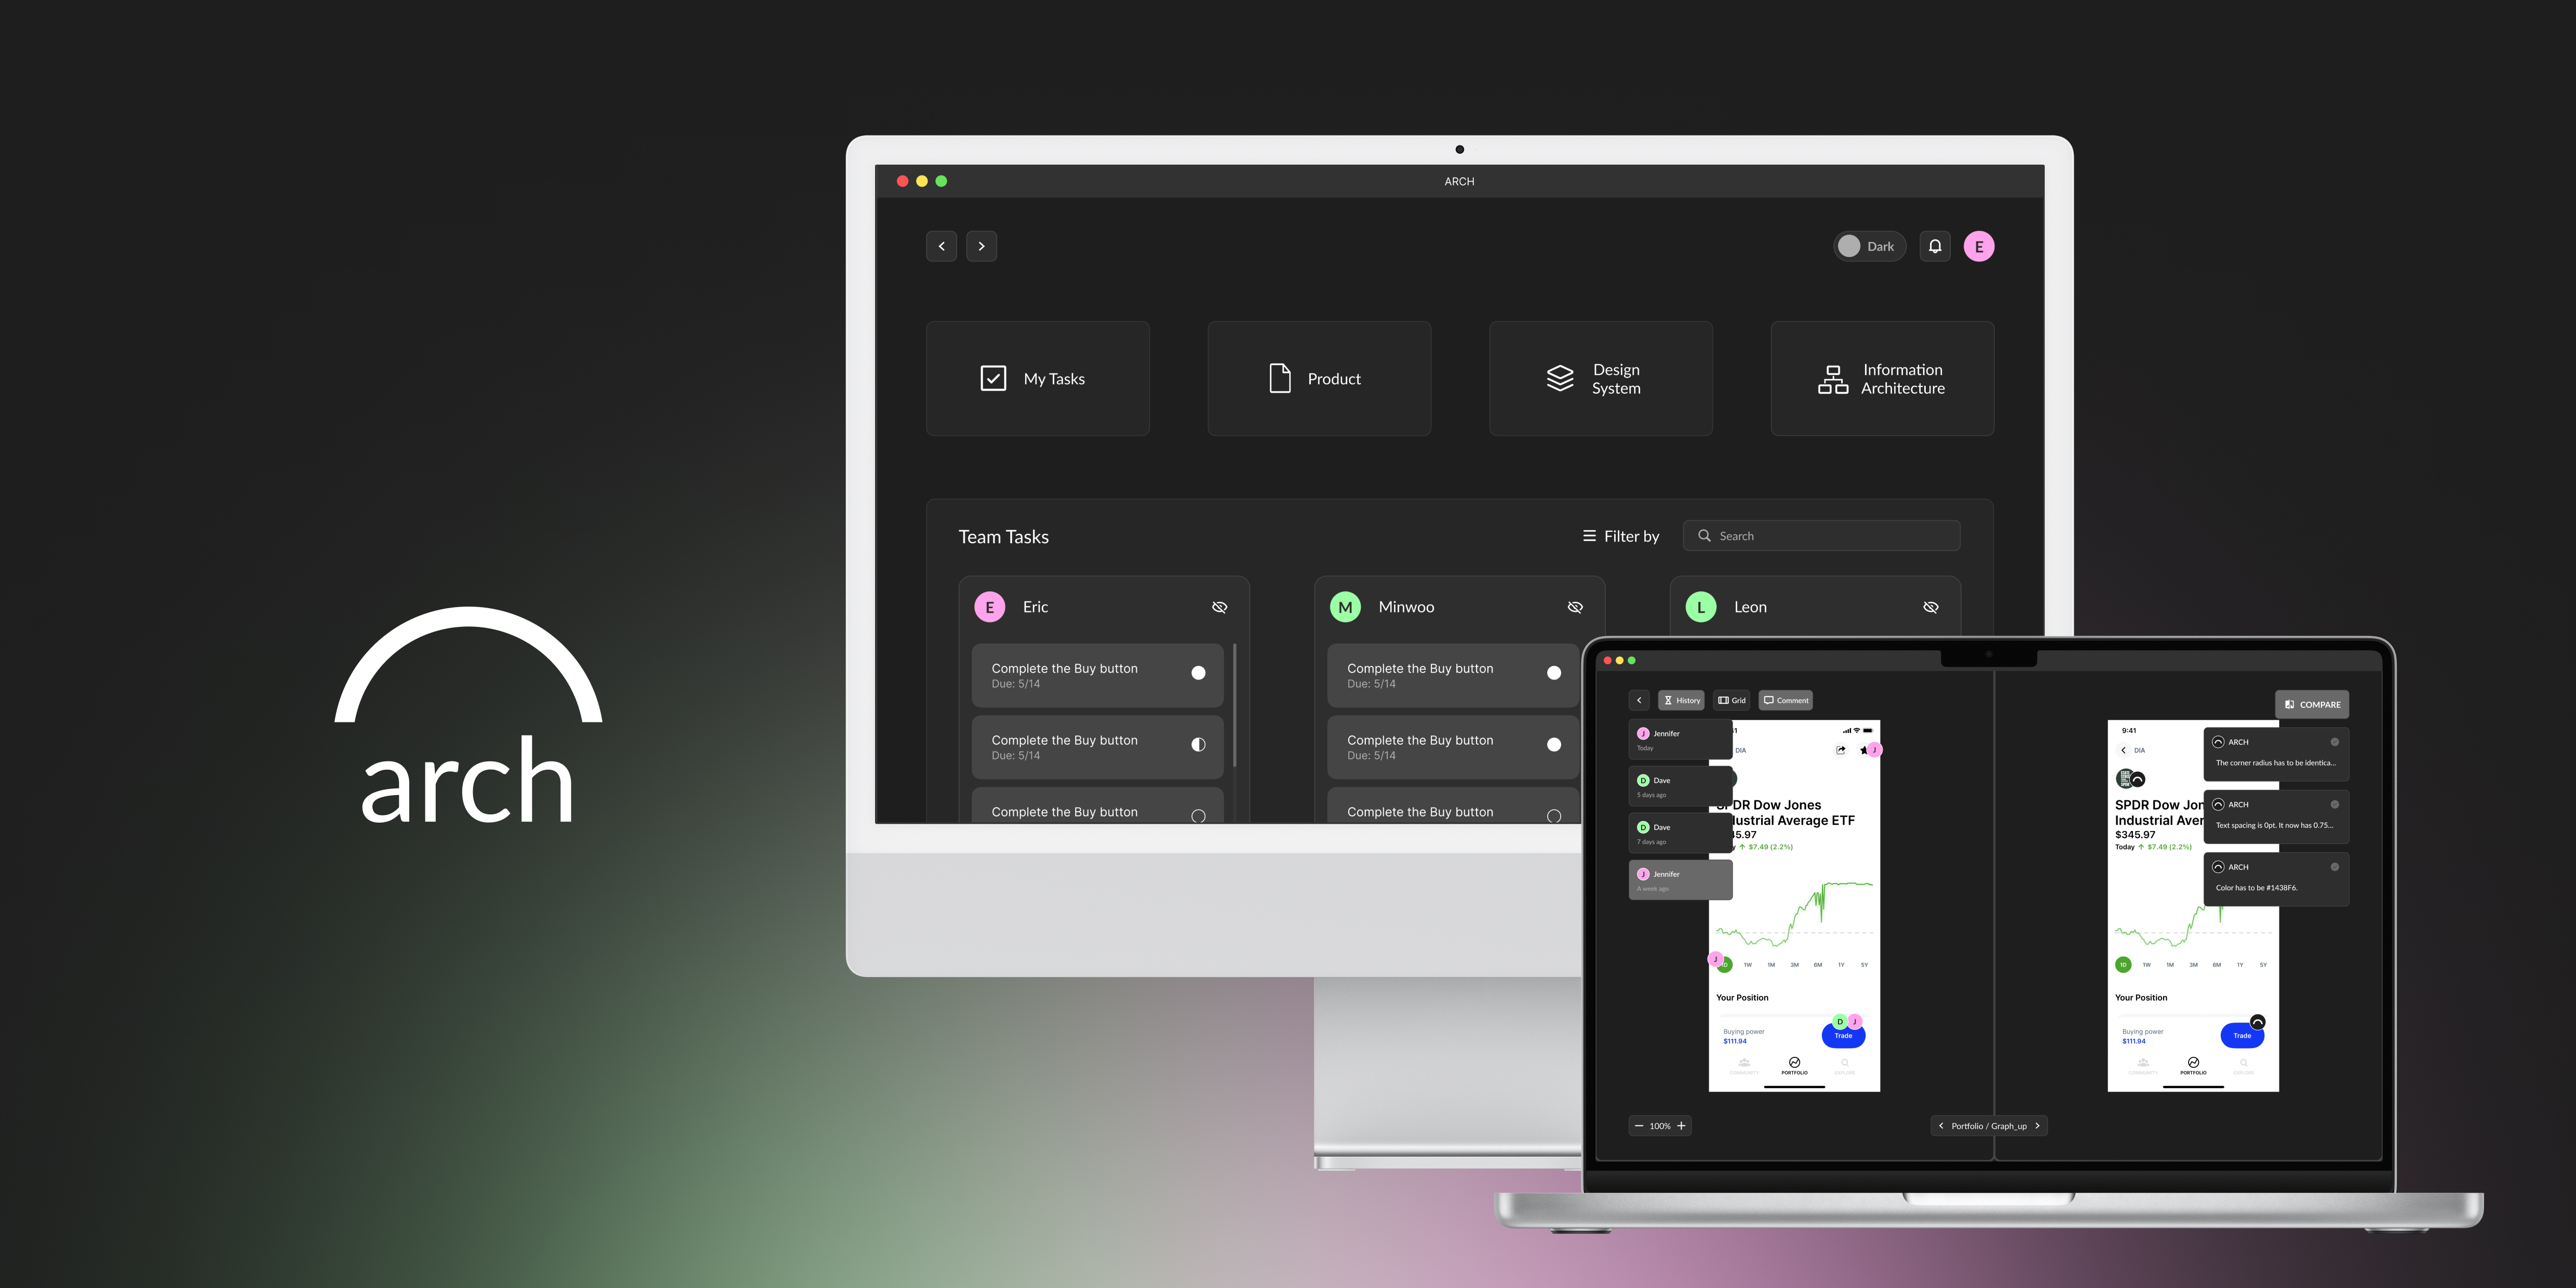 arch
ARCH
Dark
E
My Tasks
Product
Design
System
Information
Architecture
Team Tasks
Filter by
Search
E
Eric
Complete the Buy button
Due: 5/14
Complete the Buy button
Due: 5/14
Complete the Buy button
M
Minwoo
Complete the Buy button
Due: 5/14
Complete the Buy button
Due: 5/14
Complete the Buy button
L
Leon
History
Grid
Comment
J
Jennifer
Today
D
Dave
5 days ago
D
Dave
7 days ago
J
Jennifer
A week ago
DIA
J
SPDR Dow Jones
dustrial Average ETF
45.97
$7.49 (2.2%)
J
1W 1M 3M 6M 1Y 5Y
Your Position
Buying power
$111.94
D J
Trade
COMMUNITY PORTFOLIO EXPLORE
100%
Portfolio / Graph_up
COMPARE
9:41
DIA
SPDR Dow Jon
Industrial Aver
$345.97
Today $7.49 (2.2%)
ARCH
The corner radius has to be identica...
ARCH
Text spacing is 0pt. It now has 0.75...
ARCH
Color has to be #1438F6.
1D 1W 1M 3M 6M 1Y 5Y
Your Position
Buying power
$111.94
Trade
COMMUNITY PORTFOLIO EXPLORE